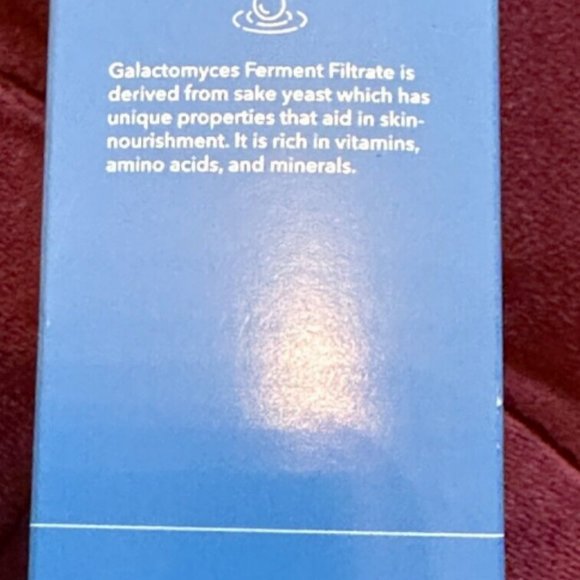 Galactomyces Ferment Filtrate is
derived from sake yeast which has
unique properties that aid in skin-
nourishment. It is rich in vitamins,
amino acids, and minerals.